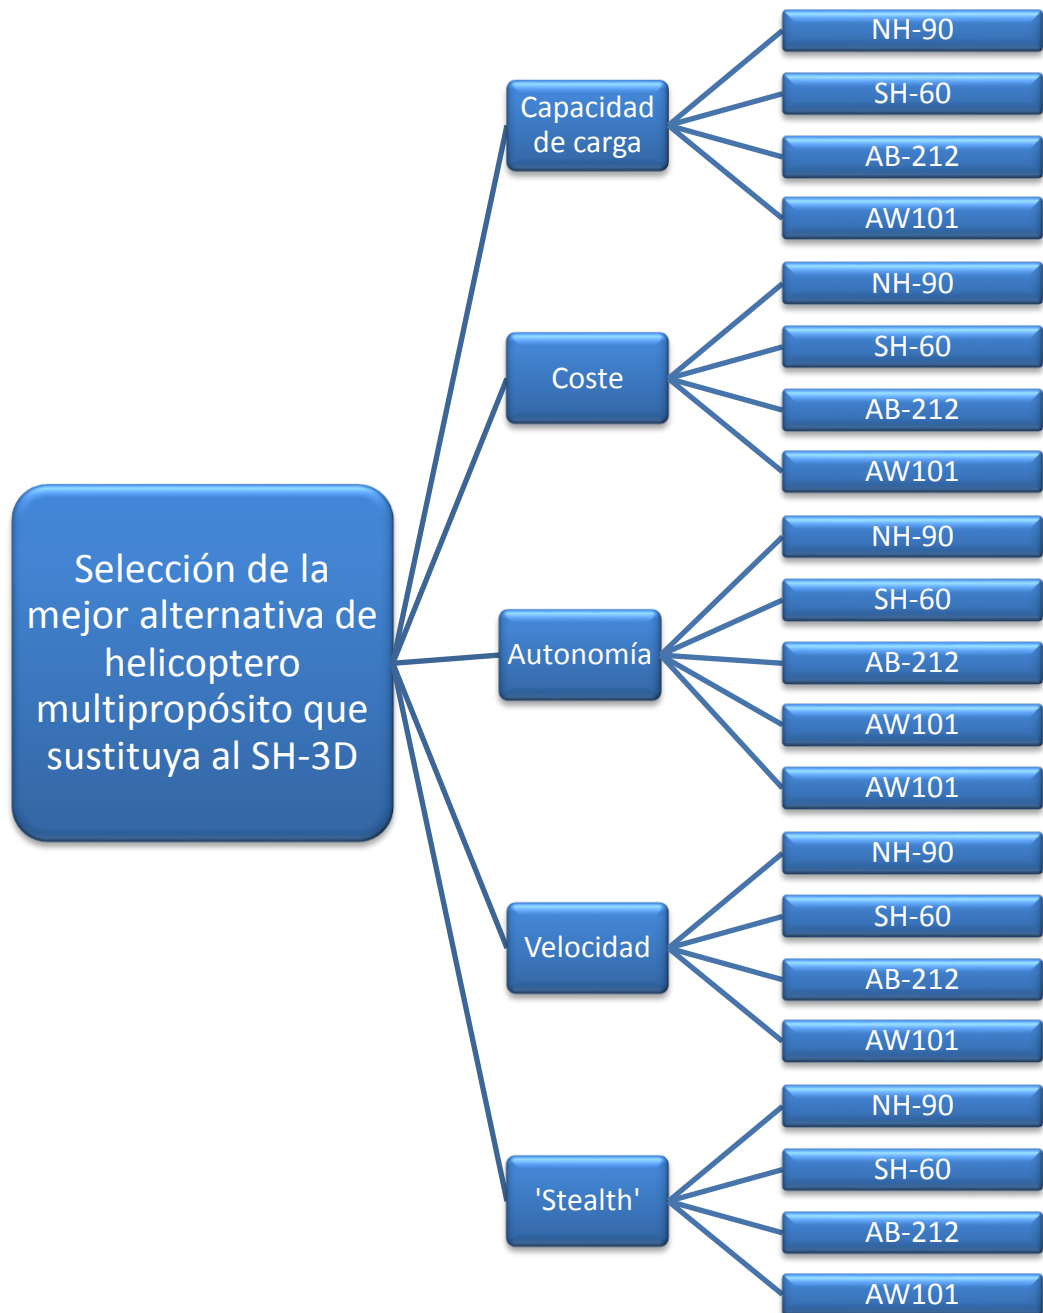 Selección de la
mejor alternativa de
helicoptero
multipropósito que
sustituya al SH-3D
Capacidad
de carga
NH-90
SH-60
AB-212
AW101
Coste
NH-90
SH-60
AB-212
AW101
Autonomía
NH-90
SH-60
AB-212
AW101
AW101
Velocidad
NH-90
SH-60
AB-212
AW101
'Stealth'
NH-90
SH-60
AB-212
AW101